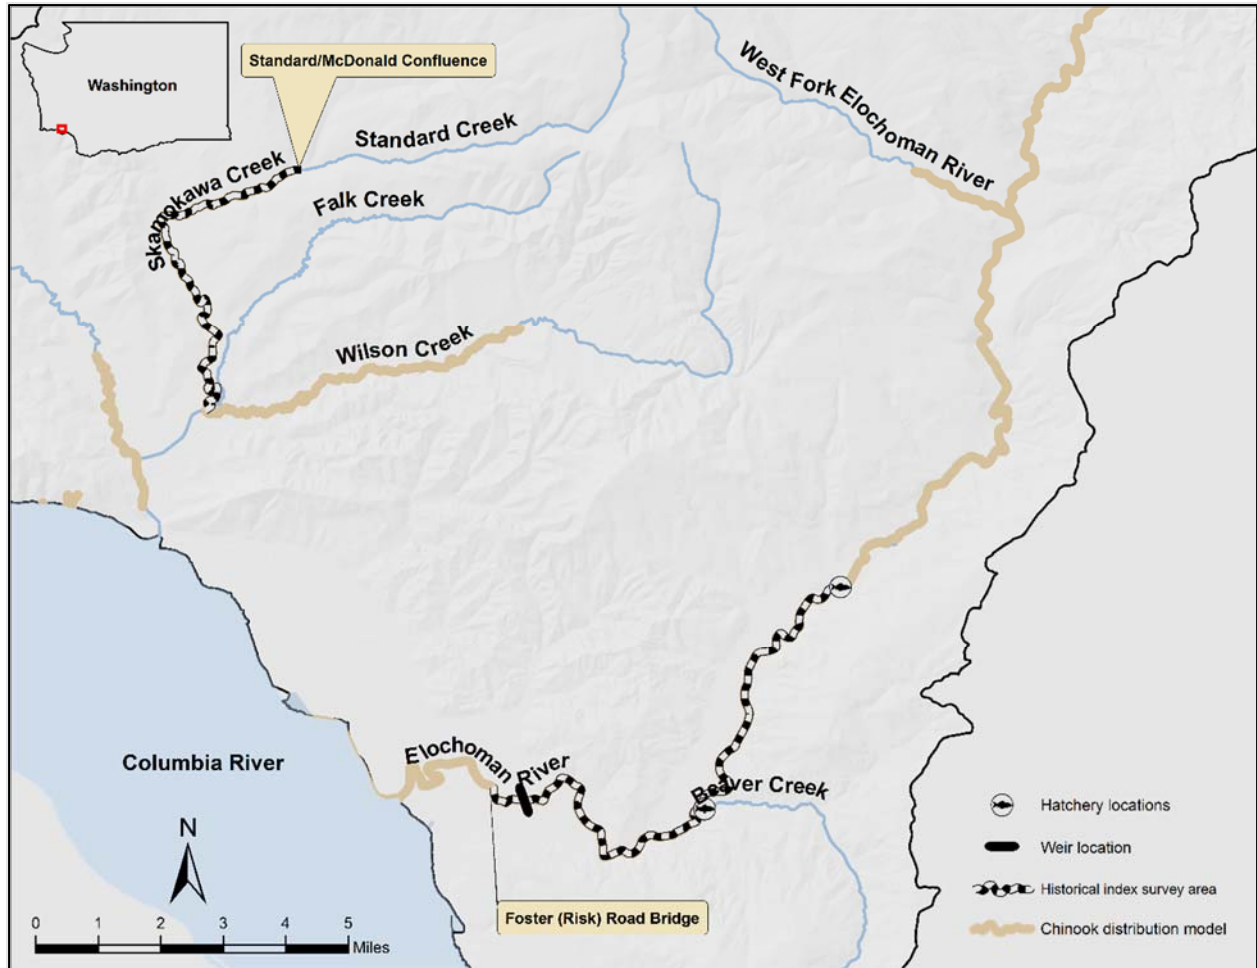 Washington
Standard/McDonald Confluence
Standard Creek
West Fork Elochoman River
Skamokawa Creek
Falk Creek
Wilson Creek
Columbia River
Elochoman River
Beaver Creek
N
Foster (Risk) Road Bridge
0 1 2 3 4 5
Miles
Hatchery locations
Weir location
Historical index survey area
Chinook distribution model